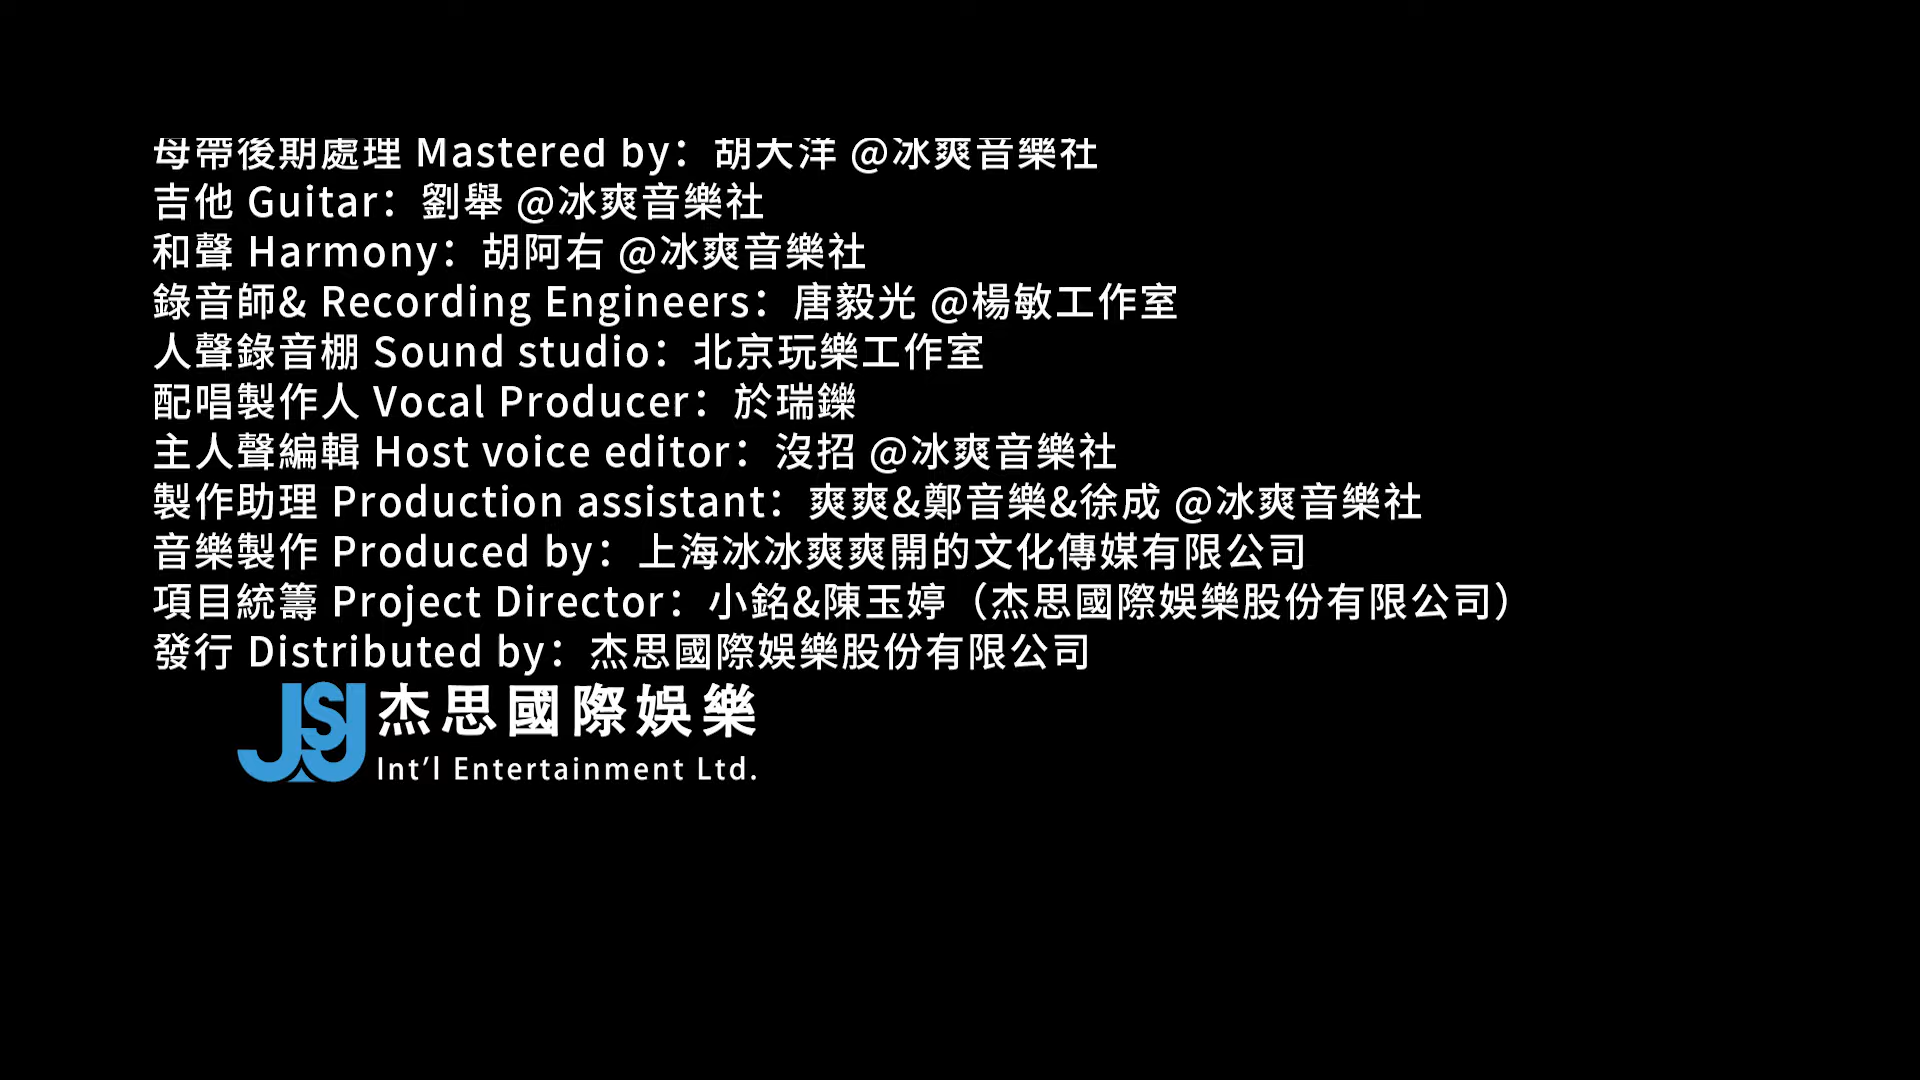 母帶後期處理 Mastered by：胡大洋 @冰爽音樂社
吉他 Guitar：劉舉 @冰爽音樂社
和聲 Harmony：胡阿右 @冰爽音樂社
錄音師& Recording Engineers：唐毅光 @楊敏工作室
人聲錄音棚 Sound studio：北京玩樂工作室
配唱製作人 Vocal Producer：於瑞鑠
主人聲編輯 Host voice editor：沒招 @冰爽音樂社
製作助理 Production assistant：爽爽&鄭音樂&徐成 @冰爽音樂社
音樂製作 Produced by：上海冰冰爽爽開的文化傳媒有限公司
項目統籌 Project Director：小銘&陳玉婷（杰思國際娛樂股份有限公司）
發行 Distributed by：杰思國際娛樂股份有限公司
JSJ 杰思國際娛樂
Int'l Entertainment Ltd.